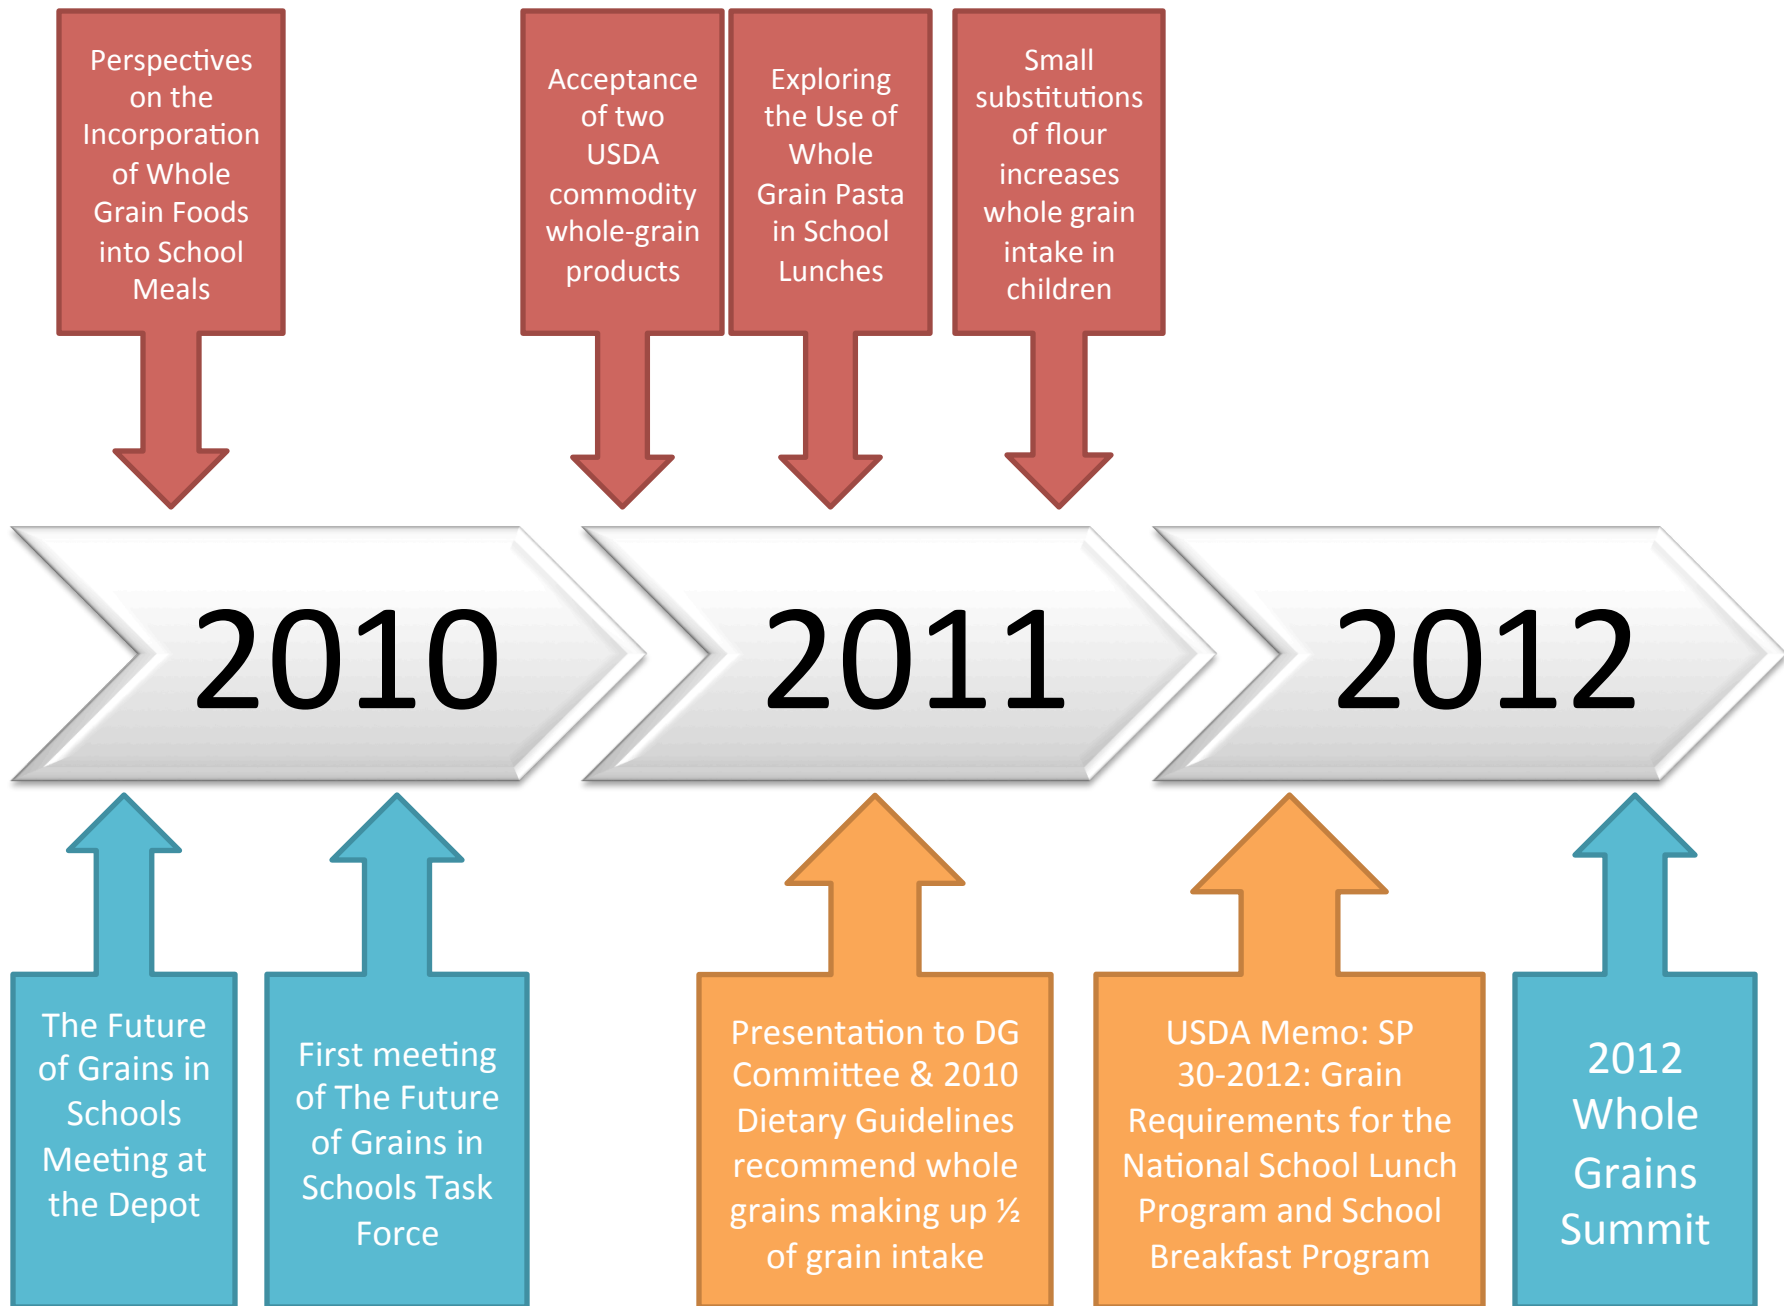 Perspectives
on the
Incorporation
of Whole
Grain Foods
into School
Meals
Acceptance
of two
USDA
commodity
whole-grain
products
Exploring
the Use of
Whole
Grain Pasta
in School
Lunches
Small
substitutions
of flour
increases
whole grain
intake in
children
2010
2011
2012
The Future
of Grains in
Schools
Meeting at
the Depot
First meeting
of The Future
of Grains in
Schools Task
Force
Presentation to DG
Committee & 2010
Dietary Guidelines
recommend whole
grains making up ½
of grain intake
USDA Memo: SP
30-2012: Grain
Requirements for the
National School Lunch
Program and School
Breakfast Program
2012
Whole
Grains
Summit